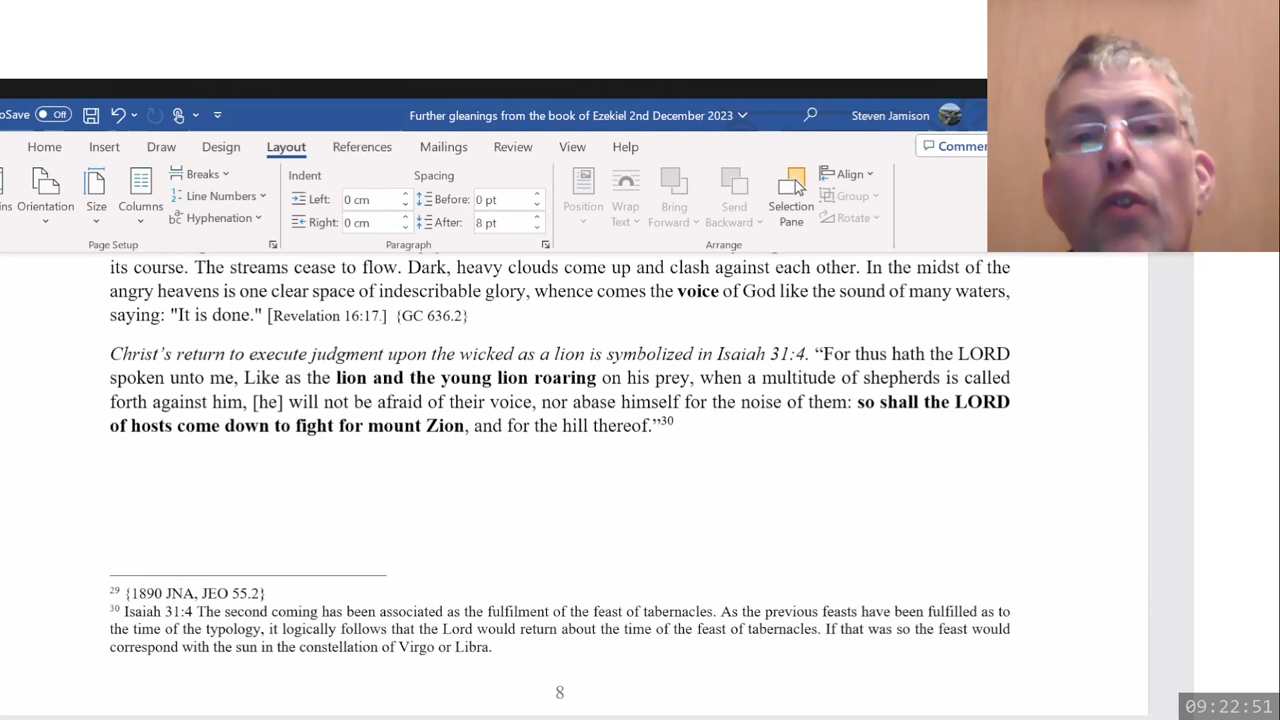 oSave Off Further gleanings from the book of Ezekiel 2nd December 2023 Steven Jamison
Home Insert Draw Design Layout References Mailings Review View Help
Orientation Size Columns Breaks Line Numbers Hyphenation
Page Setup
Indent
Left: 0 cm
Right: 0 cm
Spacing
Before: 0 pt
After: 8 pt
Paragraph
Position Wrap Text Bring Forward Send Backward Selection Pane Align Group Rotate
Arrange
its course. The streams cease to flow. Dark, heavy clouds come up and clash against each other. In the midst of the
angry heavens is one clear space of indescribable glory, whence comes the voice of God like the sound of many waters,
saying: "It is done." [Revelation 16:17.] {GC 636.2}
Christ’s return to execute judgment upon the wicked as a lion is symbolized in Isaiah 31:4. “For thus hath the LORD
spoken unto me, Like as the lion and the young lion roaring on his prey, when a multitude of shepherds is called
forth against him, [he] will not be afraid of their voice, nor abase himself for the noise of them: so shall the LORD
of hosts come down to fight for mount Zion, and for the hill thereof.”30
29 {1890 JNA, JEO 55.2}
30 Isaiah 31:4 The second coming has been associated as the fulfilment of the feast of tabernacles. As the previous feasts have been fulfilled as to
the time of the typology, it logically follows that the Lord would return about the time of the feast of tabernacles. If that was so the feast would
correspond with the sun in the constellation of Virgo or Libra.
8
09:22:51